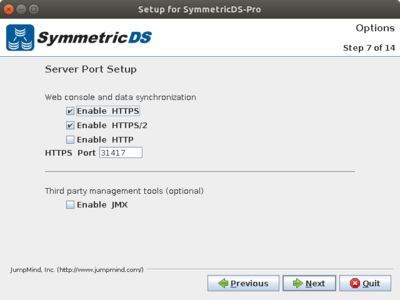 Setup for SymmetricDS-Pro
SymmetricDS
Options
Step 7 of 14
Server Port Setup
Web console and data synchronization
Enable HTTPS
Enable HTTPS/2
Enable HTTP
HTTPS Port 31417
Third party management tools (optional)
Enable JMX
JumpMind, Inc. (http://www.jumpmind.com/)
Previous Next Quit